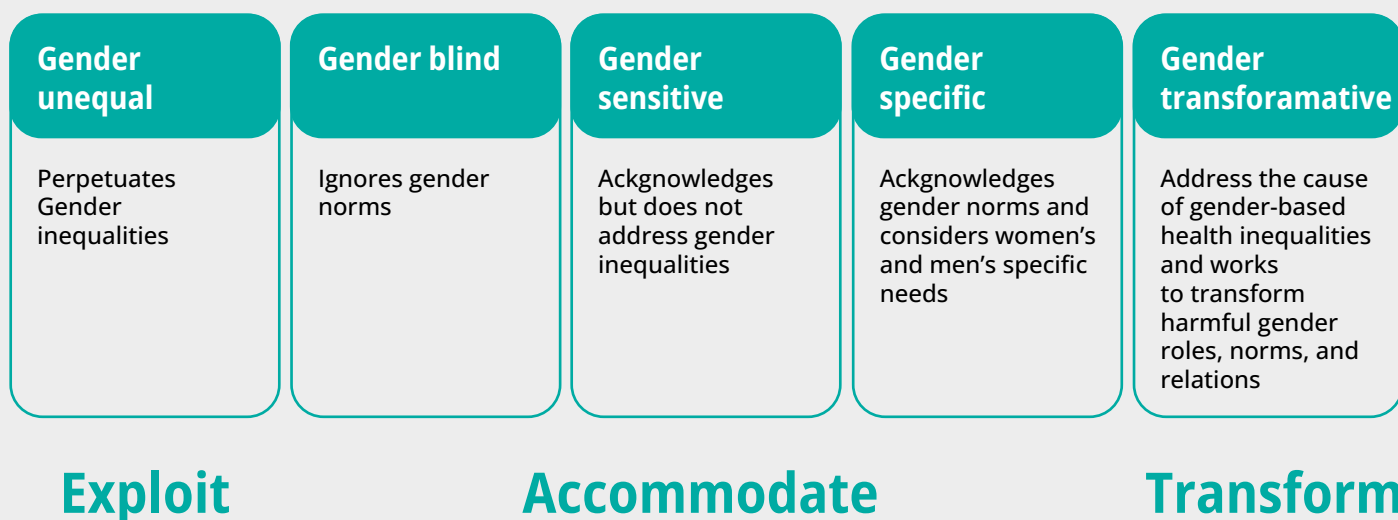 Gender
unequal
Perpetuates
Gender
inequalities
Gender blind
Ignores gender
norms
Gender
sensitive
Ackgnowledges
but does not
address gender
inequalities
Gender
specific
Ackgnowledges
gender norms and
considers women’s
and men’s specific
needs
Gender
transforamative
Address the cause
of gender-based
health inequalities
and works
to transform
harmful gender
roles, norms, and
relations
Exploit
Accommodate
Transform